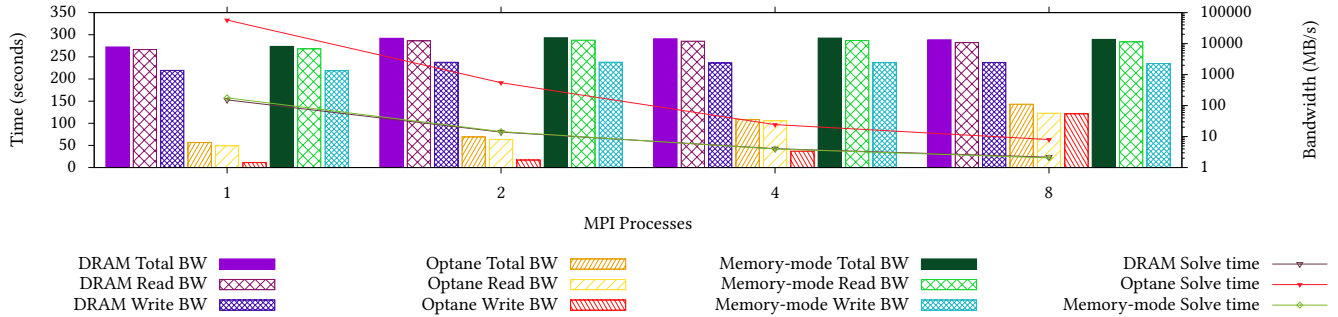 350
300
250
200
150
100
50
0
Time (seconds)
100000
10000
1000
100
10
1
Bandwidth (MB/s)
1 2 4 8
MPI Processes
DRAM Total BW Optane Total BW Memory-mode Total BW DRAM Solve time
DRAM Read BW Optane Read BW Memory-mode Read BW Optane Solve time
DRAM Write BW Optane Write BW Memory-mode Write BW Memory-mode Solve time